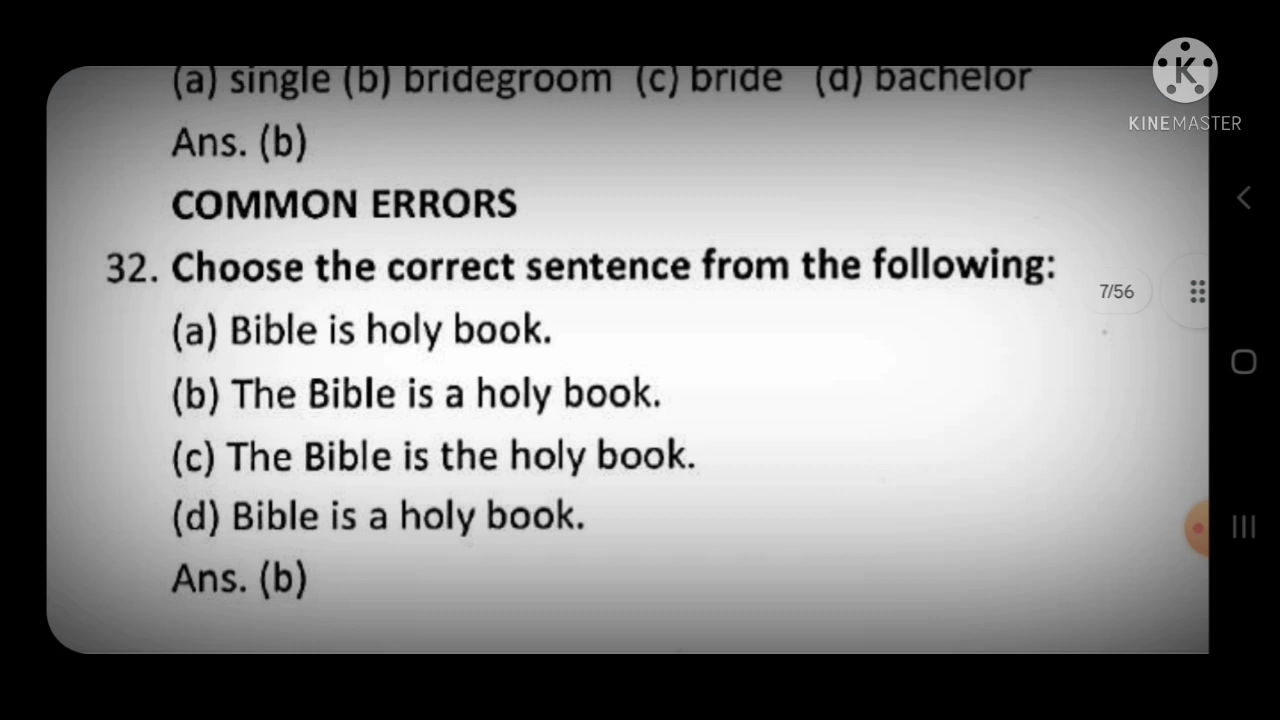 (a) single (b) bridegroom (c) bride (d) bachelor
Ans. (b)
COMMON ERRORS
32. Choose the correct sentence from the following:
(a) Bible is holy book.
(b) The Bible is a holy book.
(c) The Bible is the holy book.
(d) Bible is a holy book.
Ans. (b)
7/56
K
KINEMASTER